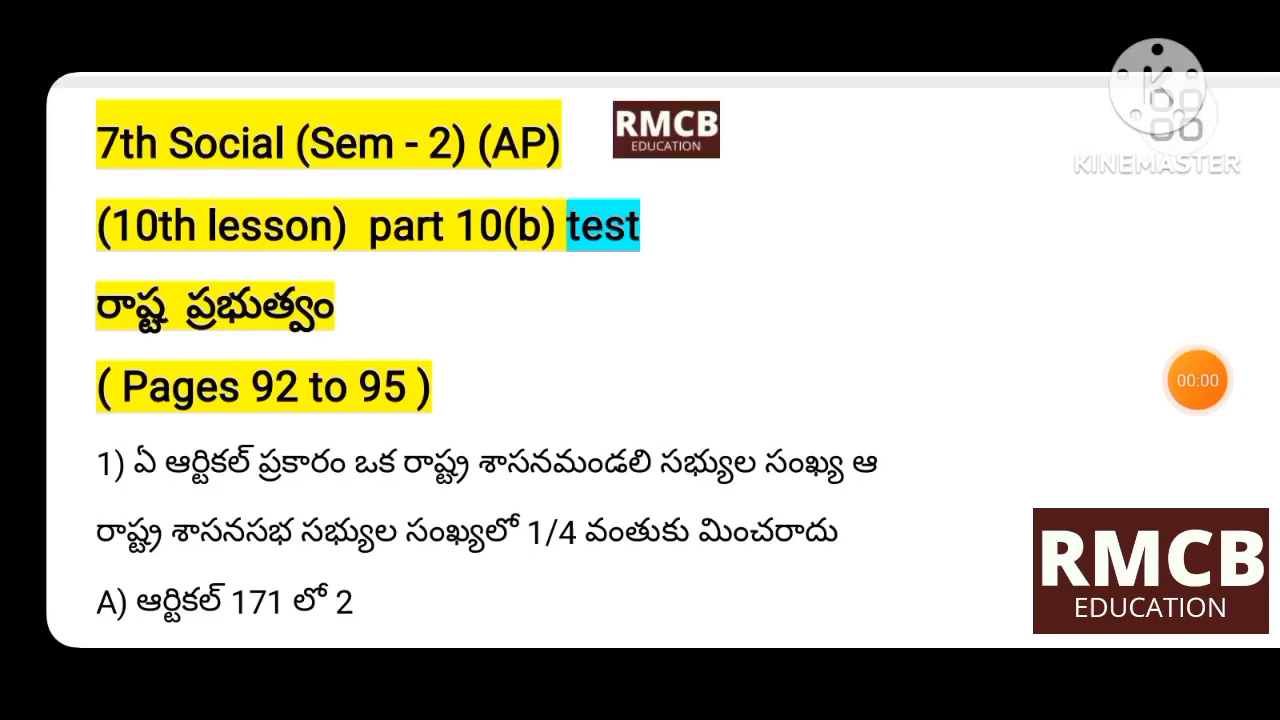 7th Social (Sem - 2) (AP)
RMCB
EDUCATION
KINEMASTER
(10th lesson) part 10(b) test
రాష్ట ప్రభుత్వం
( Pages 92 to 95 )
00:00
1) ఏ ఆర్టికల్ ప్రకారం ఒక రాష్ట్ర శాసనమండలి సభ్యుల సంఖ్య ఆ
రాష్ట్ర శాసనసభ సభ్యుల సంఖ్యలో 1/4 వంతుకు మించరాదు
A) ఆర్టికల్ 171 లో 2
RMCB
EDUCATION